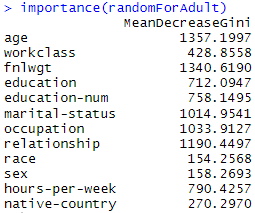 > importance(randomForAdult)
MeanDecreaseGini
age 1357.1997
workclass 428.8558
fnlwgt 1340.6190
education 712.0947
education-num 758.1495
marital-status 1014.9541
occupation 1033.9127
relationship 1190.4497
race 154.2568
sex 158.2693
hours-per-week 790.4257
native-country 270.2970